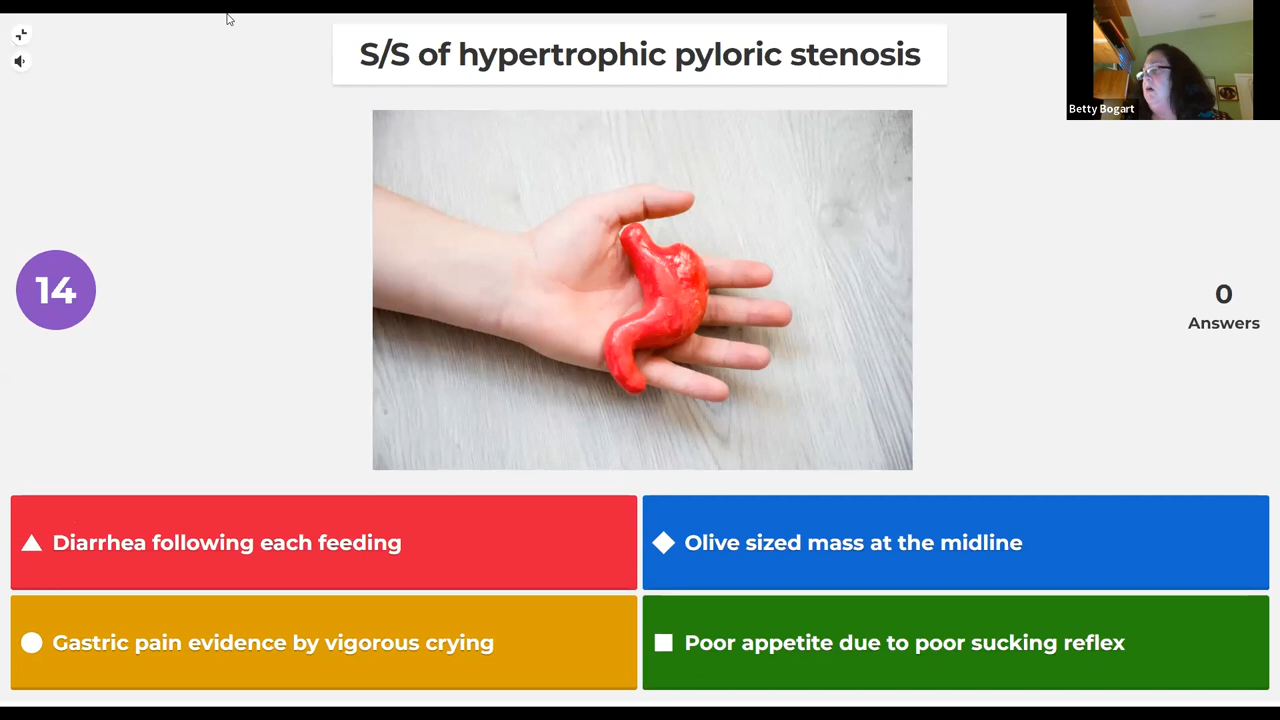 S/S of hypertrophic pyloric stenosis
Betty Bogart
14
0
Answers
Diarrhea following each feeding
Olive sized mass at the midline
Gastric pain evidence by vigorous crying
Poor appetite due to poor sucking reflex